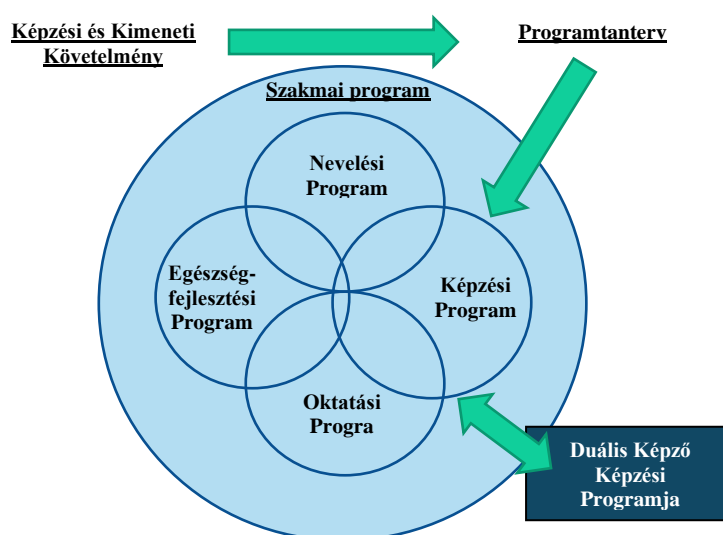 Képzési és Kimeneti
Követelmény
Programtanterv
Szakmai program
Nevelési
Program
Egészség-
fejlesztési
Program
Képzési
Program
Oktatási
Progra
Duális Képző
Képzési
Programja